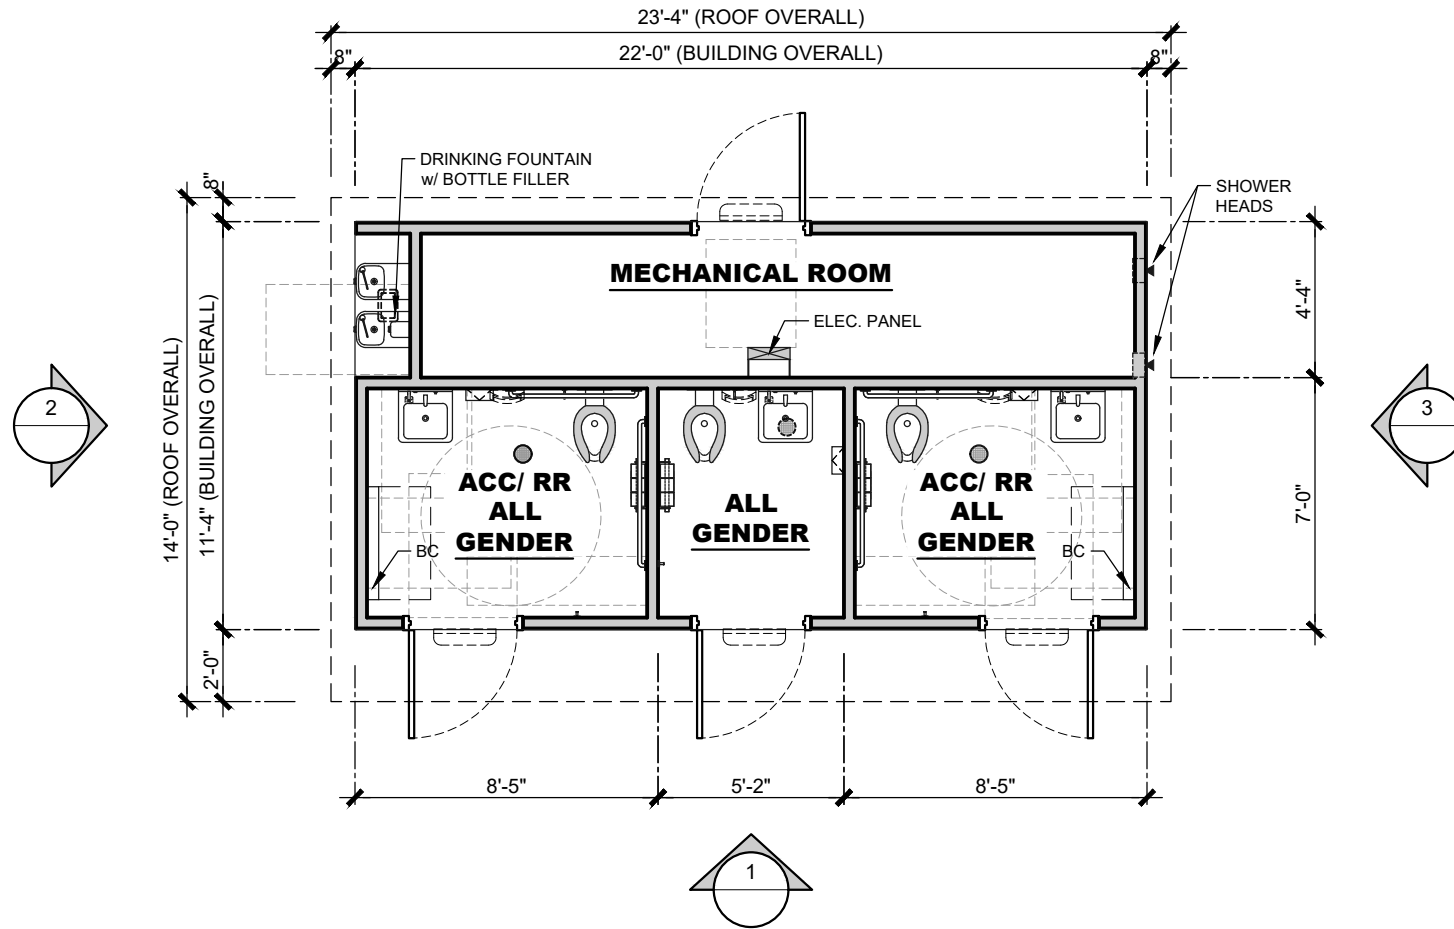 23'-4" (ROOF OVERALL)
8"
22'-0" (BUILDING OVERALL)
8"
DRINKING FOUNTAIN
w/ BOTTLE FILLER
SHOWER
HEADS
8"
MECHANICAL ROOM
ELEC. PANEL
4'-4"
14'-0" (ROOF OVERALL)
11'-4" (BUILDING OVERALL)
2
3
ACC/ RR
ALL
GENDER
ALL
GENDER
ACC/ RR
ALL
GENDER
BC
BC
7'-0"
2'-0"
8'-5"
5'-2"
8'-5"
1